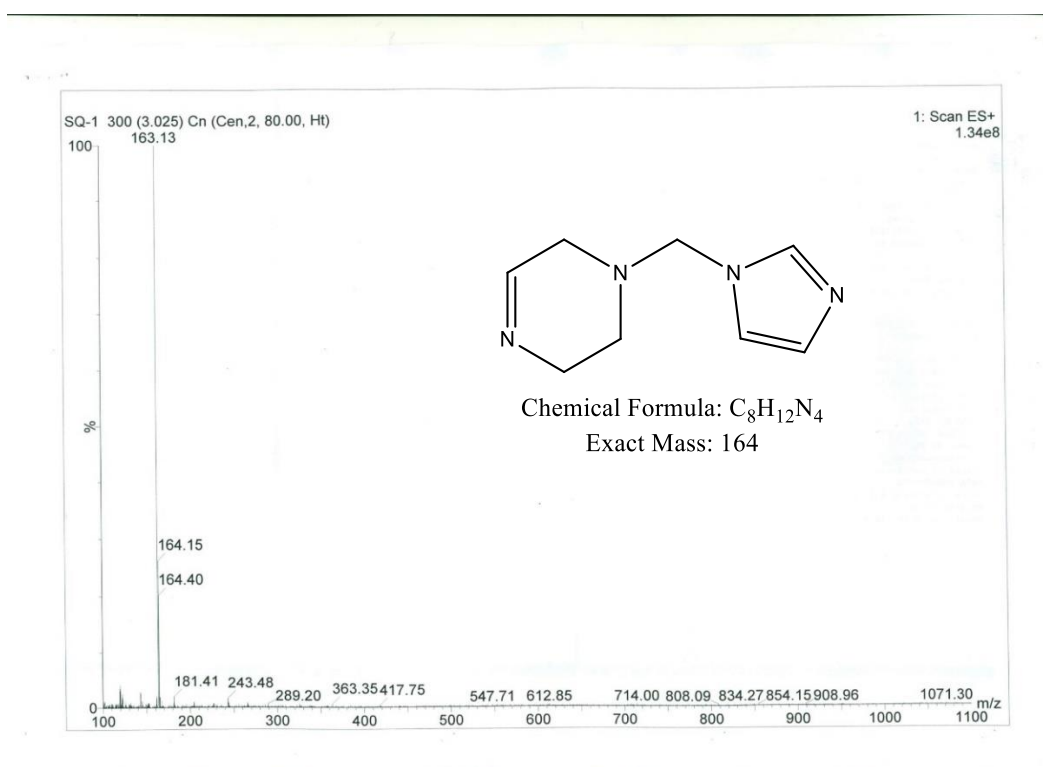 SQ-1 300 (3.025) Cn (Cen,2, 80.00, Ht)
1: Scan ES+
1.34e8
163.13
100
%
N
N
N
N
Chemical Formula: C₈H₁₂N₄
Exact Mass: 164
164.15
164.40
181.41 243.48 289.20 363.35 417.75 547.71 612.85 714.00 808.09 834.27 854.15 908.96 1071.30
0
m/z
100 200 300 400 500 600 700 800 900 1000 1100